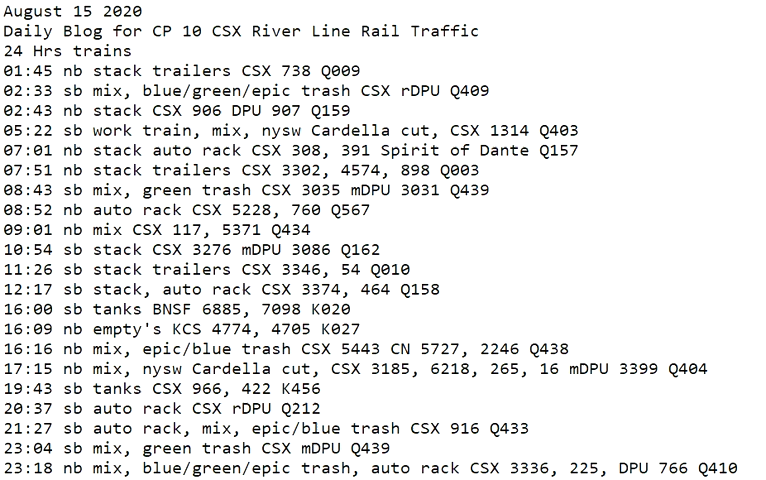 August 15 2020
Daily Blog for CP 10 CSX River Line Rail Traffic
24 Hrs trains
01:45 nb stack trailers CSX 738 Q009
02:33 sb mix, blue/green/epic trash CSX rDPU Q409
02:43 nb stack CSX 906 DPU 907 Q159
05:22 sb work train, mix, nysw Cardella cut, CSX 1314 Q403
07:01 nb stack auto rack CSX 308, 391 Spirit of Dante Q157
07:51 nb stack trailers CSX 3302, 4574, 898 Q003
08:43 sb mix, green trash CSX 3035 mDPU 3031 Q439
08:52 nb auto rack CSX 5228, 760 Q567
09:01 nb mix CSX 117, 5371 Q434
10:54 sb stack CSX 3276 mDPU 3086 Q162
11:26 sb stack trailers CSX 3346, 54 Q010
12:17 sb stack, auto rack CSX 3374, 464 Q158
16:00 sb tanks BNSF 6885, 7098 K020
16:09 nb empty's KCS 4774, 4705 K027
16:16 nb mix, epic/blue trash CSX 5443 CN 5727, 2246 Q438
17:15 nb mix, nysw Cardella cut, CSX 3185, 6218, 265, 16 mDPU 3399 Q404
19:43 sb tanks CSX 966, 422 K456
20:37 sb auto rack CSX rDPU Q212
21:27 sb auto rack, mix, epic/blue trash CSX 916 Q433
23:04 sb mix, green trash CSX mDPU Q439
23:18 nb mix, blue/green/epic trash, auto rack CSX 3336, 225, DPU 766 Q410